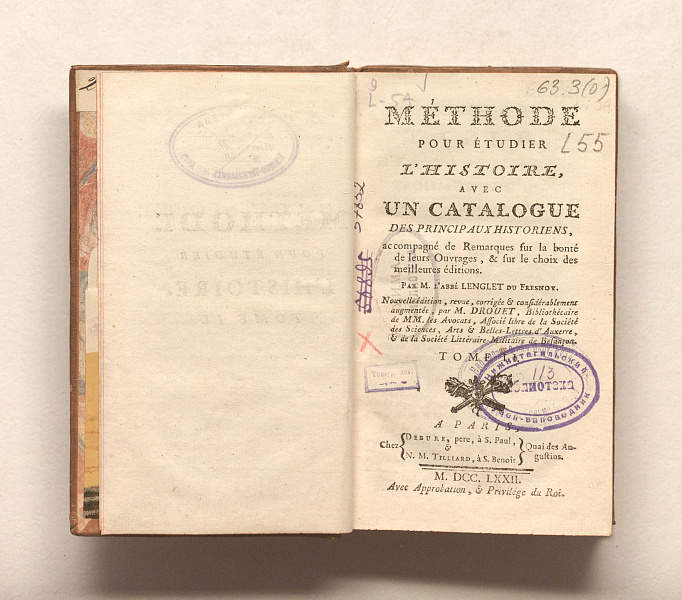 63.3(0)
MÉTHODE
POUR ÉTUDIER
L55
L'HISTOIRE,
AVEC
UN CATALOGUE
DES PRINCIPAUX HISTORIENS,
accompagné de Remarques sur la bonté
de leurs Ouvrages, & sur le choix des
meilleures éditions.
PAR M. L'ABBÉ LENGLET DU FRESNOY.
Nouvelle édition, revue, corrigée & considérablement
augmentée, par M. DROUET, Bibliothécaire
de MM. les Avocats, Associé libre de la Société
des Sciences, Arts & Belles-Lettres d'Auxerre,
& de la Société Littéraire Militaire de Besançon.
TOME
A PARIS,
Chez
DEBURE, pere, à S. Paul,
&
N. M. TILLIARD, à S. Benoît
Quai des Au-
gustins.
M. DCC. LXXII.
Avec Approbation, & Privilége du Roi.